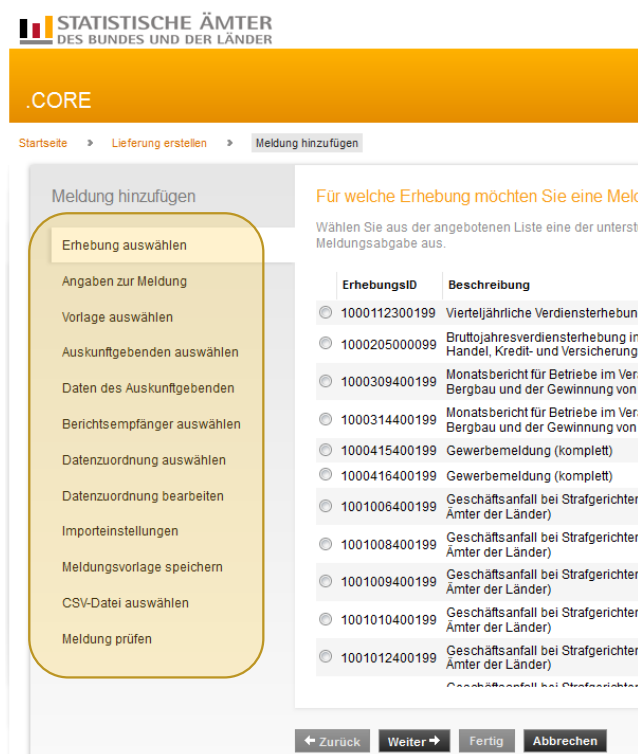 STATISTISCHE ÄMTER
DES BUNDES UND DER LÄNDER
.CORE
Startseite » Lieferung erstellen » Meldung hinzufügen
Meldung hinzufügen
Erhebung auswählen
Angaben zur Meldung
Vorlage auswählen
Auskunftgebenden auswählen
Daten des Auskunftgebenden
Berichtsempfänger auswählen
Datenzuordnung auswählen
Datenzuordnung bearbeiten
Importeinstellungen
Meldungsvorlage speichern
CSV-Datei auswählen
Meldung prüfen
Für welche Erhebung möchten Sie eine Meld
Wählen Sie aus der angebotenen Liste eine der unterst
Meldungsabgabe aus.
ErhebungsID Beschreibung
1000112300199 Vierteljährliche Verdiensterhebun
1000205000099 Bruttojahresverdiensterhebung in
Handel, Kredit- und Versicherung
1000309400199 Monatsbericht für Betriebe im Ver
Bergbau und der Gewinnung von
1000314400199 Monatsbericht für Betriebe im Ver
Bergbau und der Gewinnung von
1000415400199 Gewerbemeldung (komplett)
1000416400199 Gewerbemeldung (komplett)
1001006400199 Geschäftsanfall bei Strafgerichten
Ämter der Länder)
1001008400199 Geschäftsanfall bei Strafgerichten
Ämter der Länder)
1001009400199 Geschäftsanfall bei Strafgerichten
Ämter der Länder)
1001010400199 Geschäftsanfall bei Strafgerichten
Ämter der Länder)
1001012400199 Geschäftsanfall bei Strafgerichten
Ämter der Länder)
Geschäftsanfall bei Strafgerichten
Zurück Weiter Fertig Abbrechen